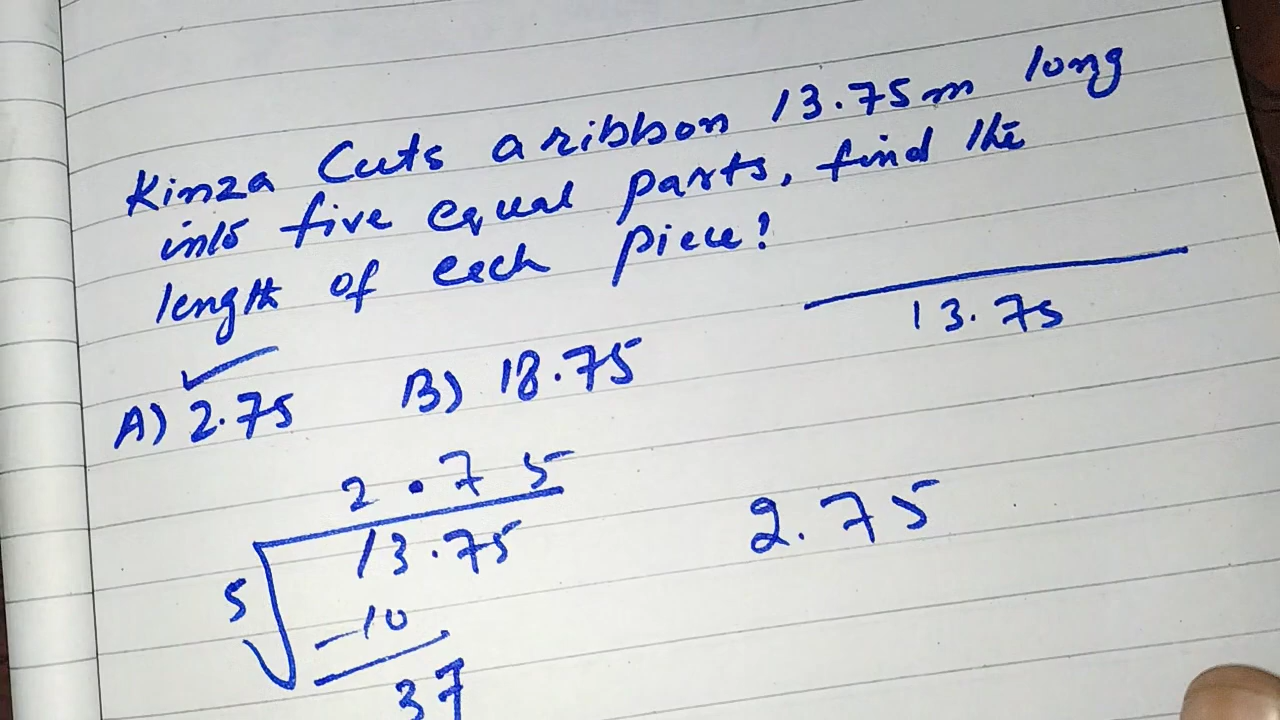 Kinza Cuts a ribbon 13.75m long
into five equal parts, find the
length of each piece?
13.75
A) 2.75 B) 18.75
2.75
5 13.75
2.75
-10
37